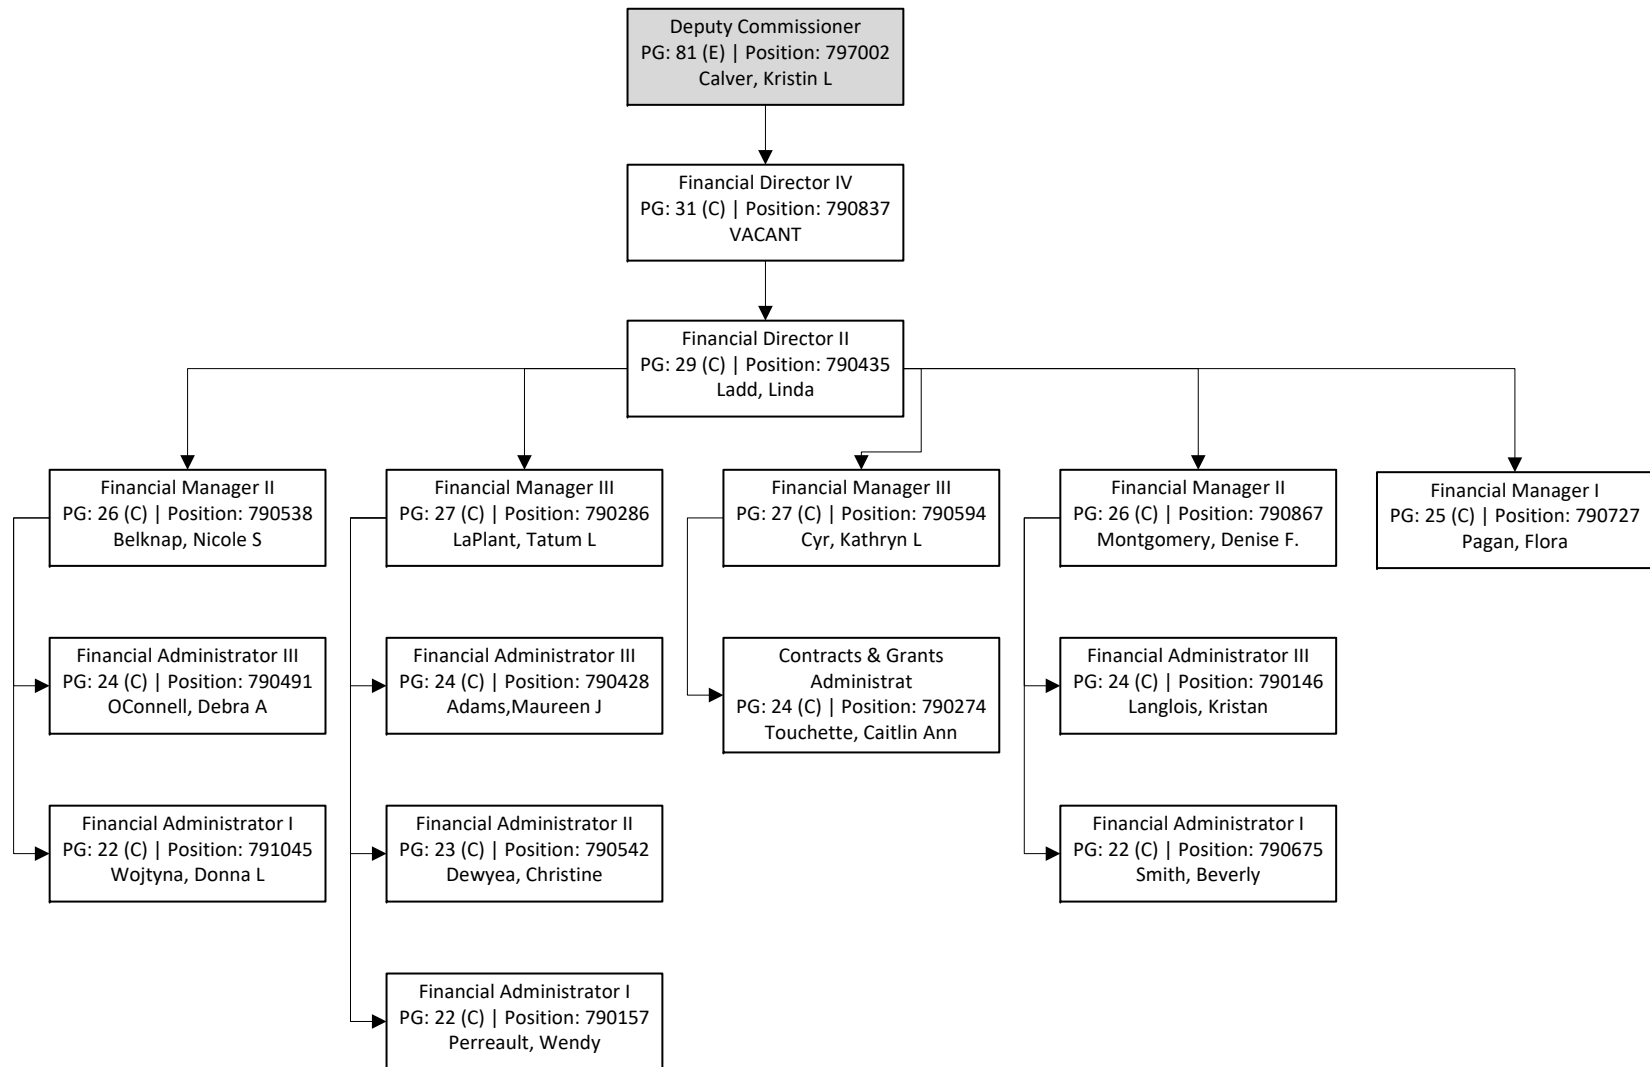 Deputy Commissioner
PG: 81 (E) | Position: 797002
Calver, Kristin L
Financial Director IV
PG: 31 (C) | Position: 790837
VACANT
Financial Director II
PG: 29 (C) | Position: 790435
Ladd, Linda
Financial Manager II
PG: 26 (C) | Position: 790538
Belknap, Nicole S
Financial Manager III
PG: 27 (C) | Position: 790286
LaPlant, Tatum L
Financial Manager III
PG: 27 (C) | Position: 790594
Cyr, Kathryn L
Financial Manager II
PG: 26 (C) | Position: 790867
Montgomery, Denise F.
Financial Manager I
PG: 25 (C) | Position: 790727
Pagan, Flora
Financial Administrator III
PG: 24 (C) | Position: 790491
OConnell, Debra A
Financial Administrator III
PG: 24 (C) | Position: 790428
Adams,Maureen J
Contracts & Grants
Administrat
PG: 24 (C) | Position: 790274
Touchette, Caitlin Ann
Financial Administrator III
PG: 24 (C) | Position: 790146
Langlois, Kristan
Financial Administrator I
PG: 22 (C) | Position: 791045
Wojtyna, Donna L
Financial Administrator II
PG: 23 (C) | Position: 790542
Dewyea, Christine
Financial Administrator I
PG: 22 (C) | Position: 790675
Smith, Beverly
Financial Administrator I
PG: 22 (C) | Position: 790157
Perreault, Wendy